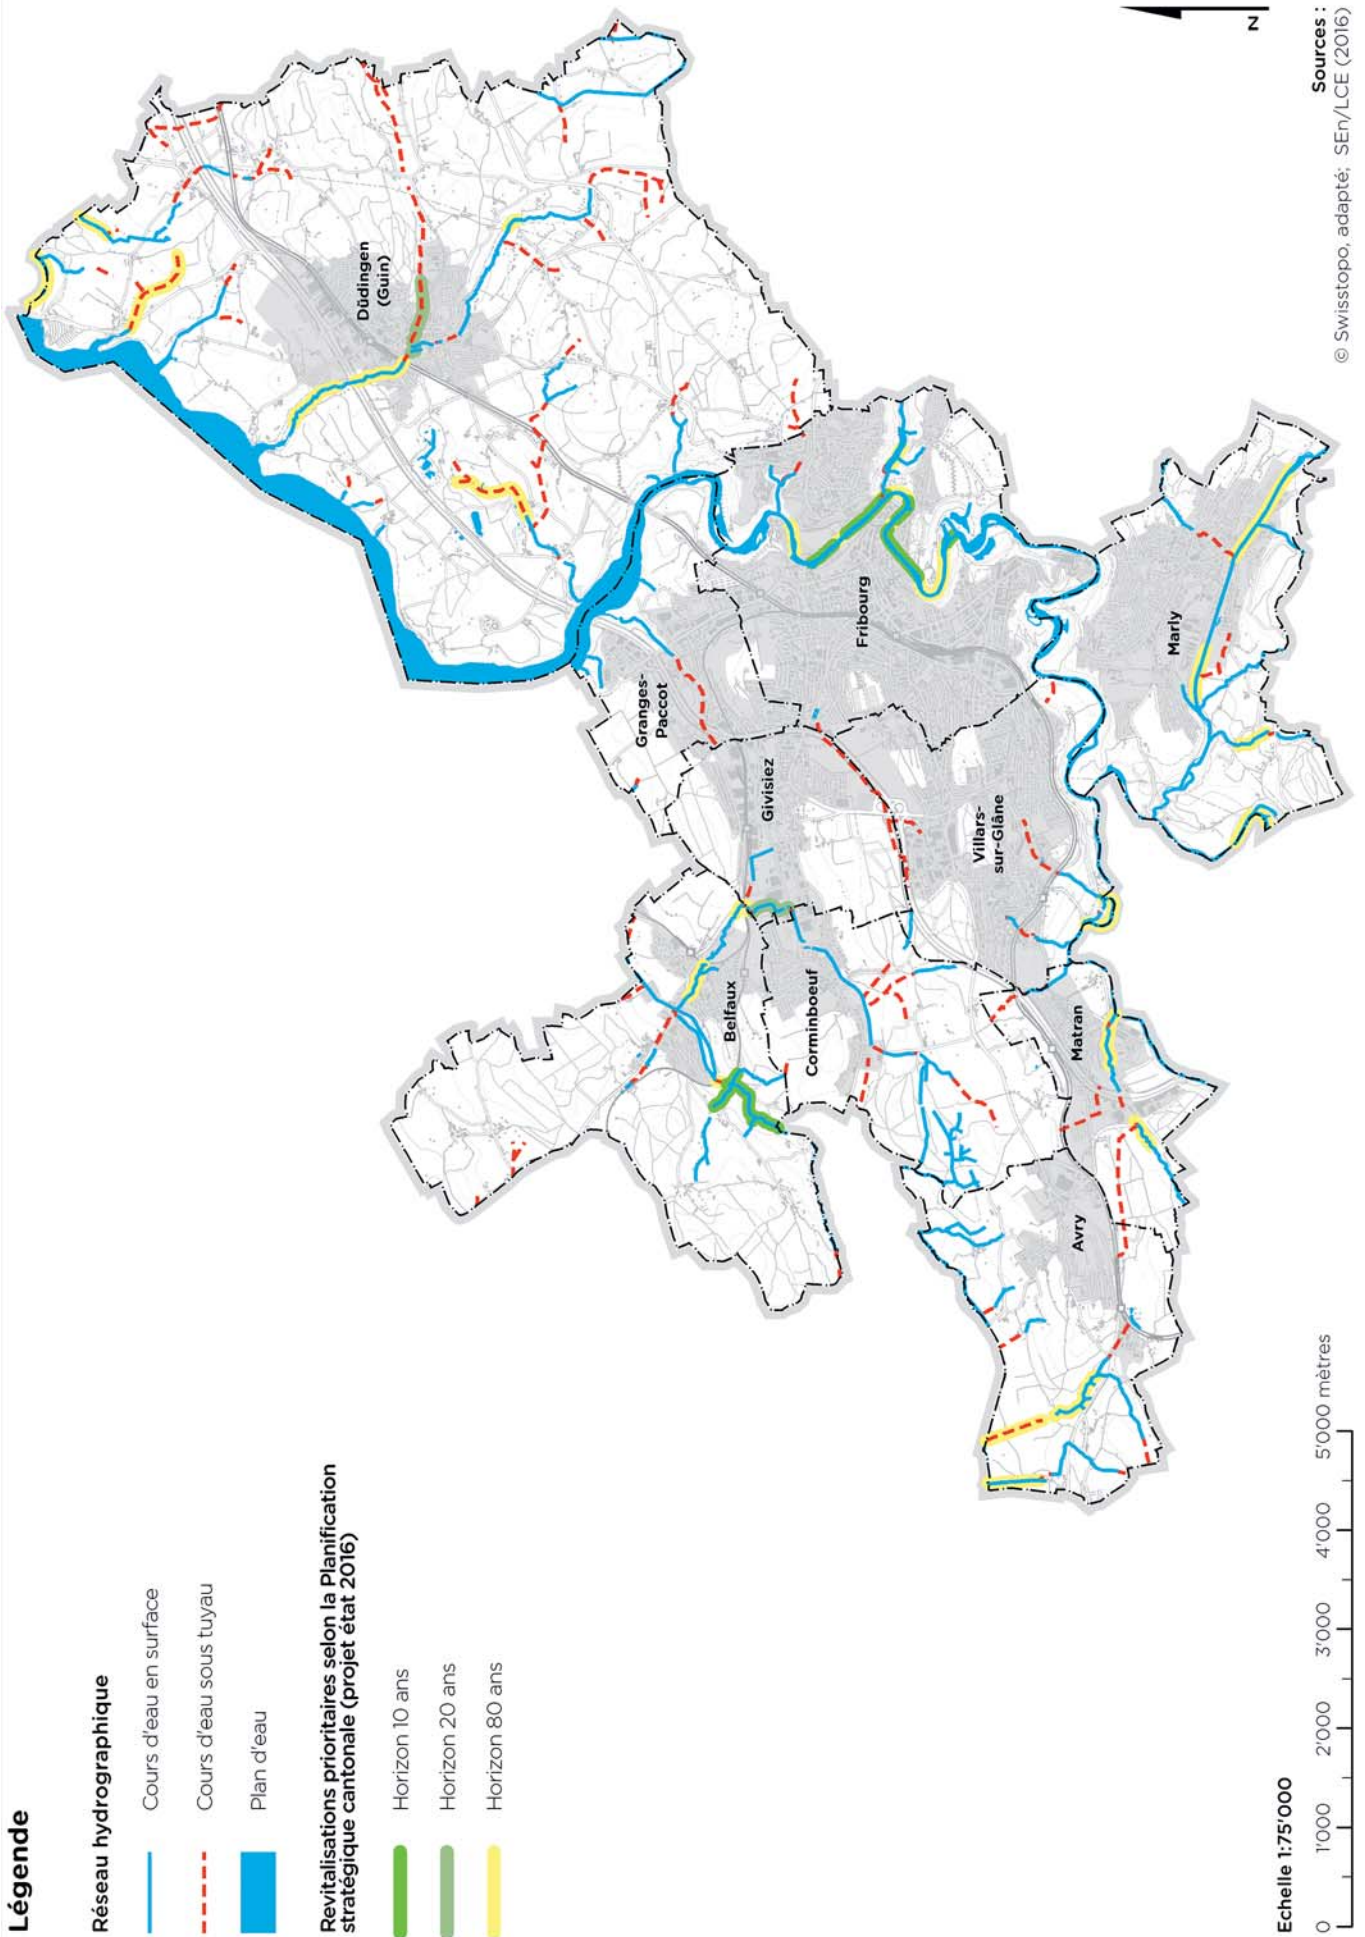 Légende
Réseau hydrographique
Cours d'eau en surface
Cours d'eau sous tuyau
Plan d'eau
Revitalisations prioritaires selon la Planification
stratégique cantonale (projet état 2016)
Horizon 10 ans
Horizon 20 ans
Horizon 80 ans
Düdingen
(Guin)
Granges-
Paccot
Fribourg
Givisiez
Belfaux
Corminboeuf
Villars-
sur-Glâne
Marly
Matran
Avry
N
Echelle 1:75'000
0 1'000 2'000 3'000 4'000 5'000 mètres
Sources :
© Swisstopo, adapté; SEn/LCE (2016)